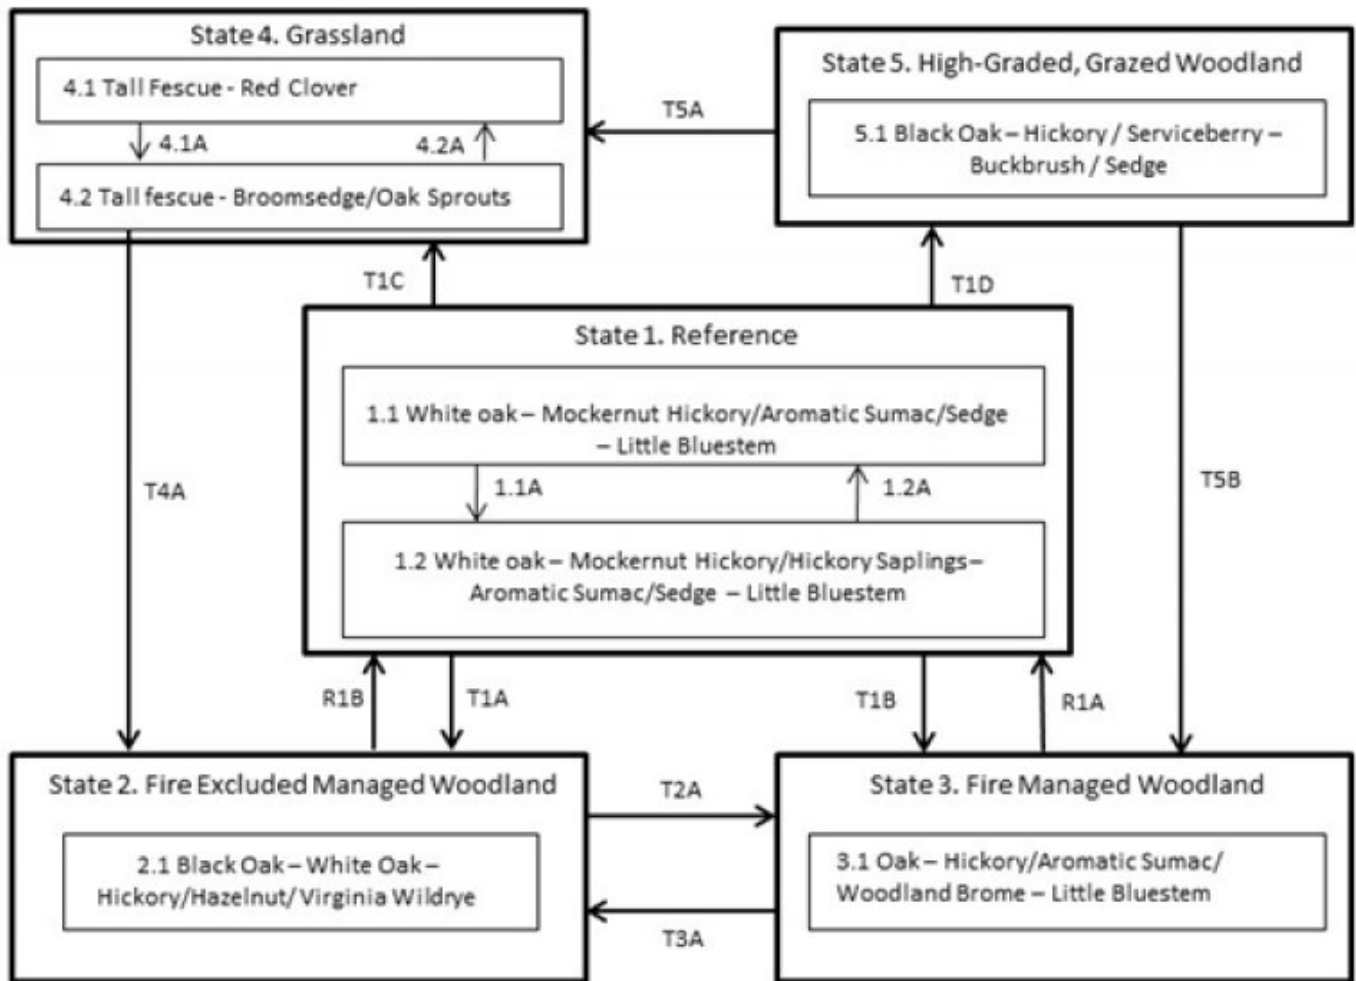 State 4. Grassland
4.1 Tall Fescue - Red Clover
4.1A
4.2A
4.2 Tall fescue - Broomsedge/Oak Sprouts
T5A
State 5. High-Graded, Grazed Woodland
5.1 Black Oak – Hickory / Serviceberry –
Buckbrush / Sedge
T1C
T1D
State 1. Reference
1.1 White oak – Mockernut Hickory/Aromatic Sumac/Sedge
– Little Bluestem
1.1A
1.2A
1.2 White oak – Mockernut Hickory/Hickory Saplings –
Aromatic Sumac/Sedge – Little Bluestem
T4A
T5B
R1B
T1A
T1B
R1A
State 2. Fire Excluded Managed Woodland
2.1 Black Oak – White Oak –
Hickory/Hazelnut/ Virginia Wildrye
T2A
T3A
State 3. Fire Managed Woodland
3.1 Oak – Hickory/Aromatic Sumac/
Woodland Brome – Little Bluestem